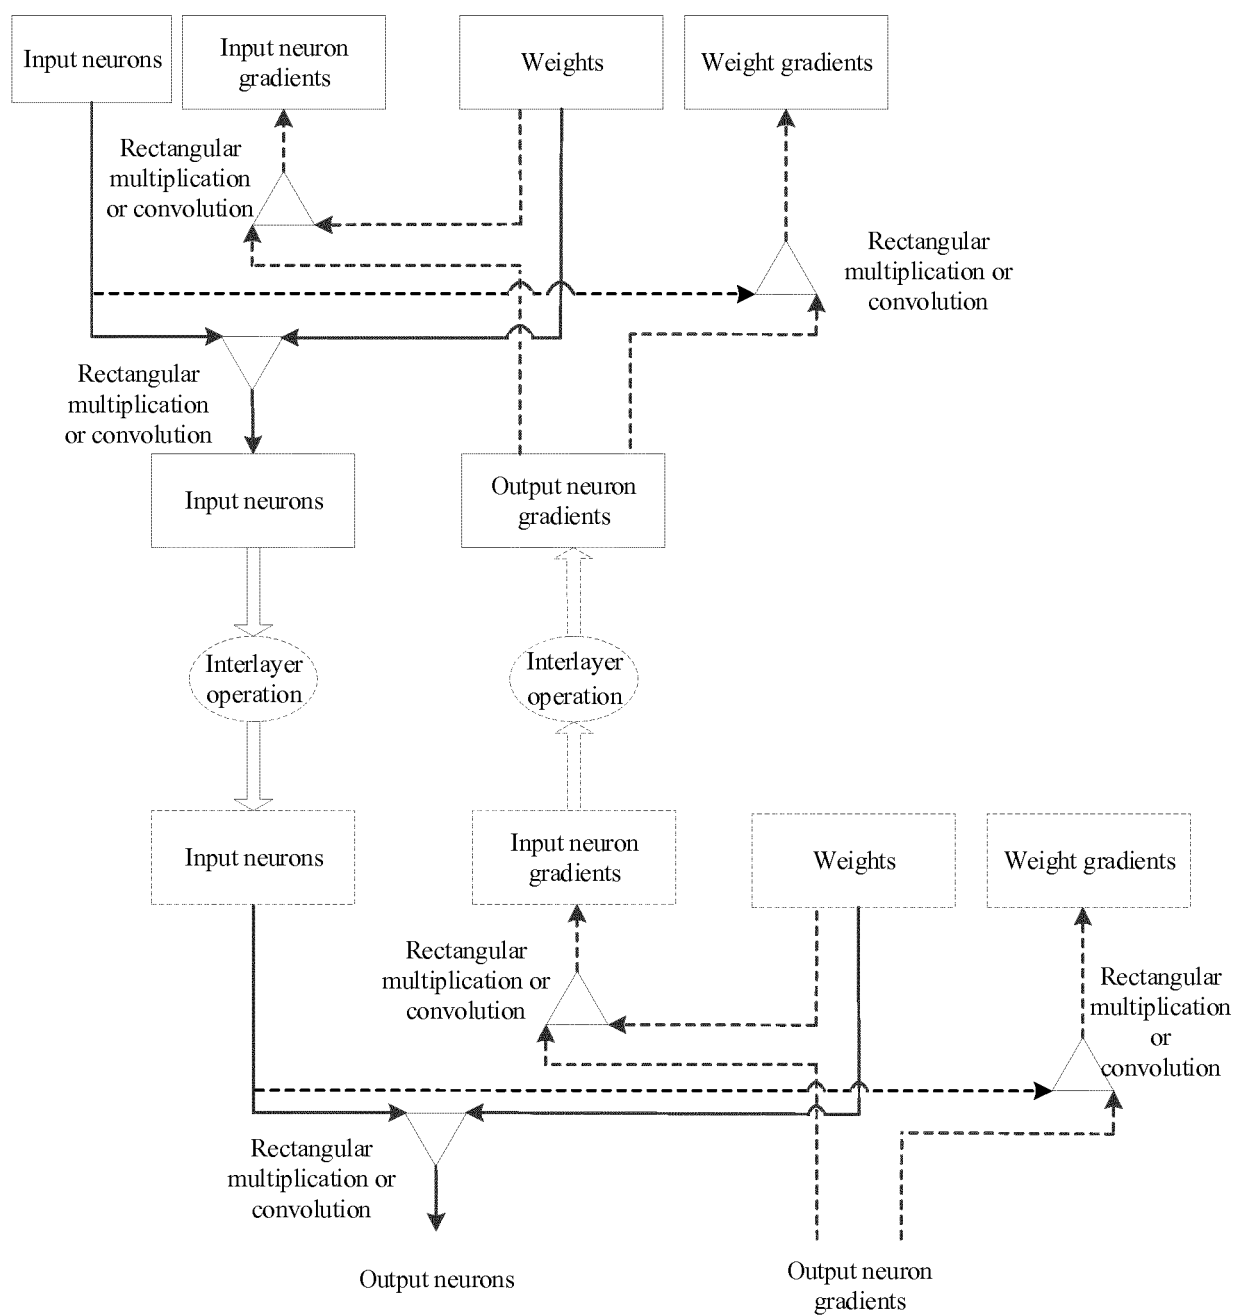 Input neurons
Input neuron
gradients
Weights
Weight gradients
Rectangular
multiplication
or convolution
Rectangular
multiplication or
convolution
Rectangular
multiplication
or convolution
Input neurons
Output neuron
gradients
Interlayer
operation
Interlayer
operation
Input neurons
Input neuron
gradients
Weights
Weight gradients
Rectangular
multiplication or
convolution
Rectangular
multiplication
or
convolution
Rectangular
multiplication or
convolution
Output neurons
Output neuron
gradients